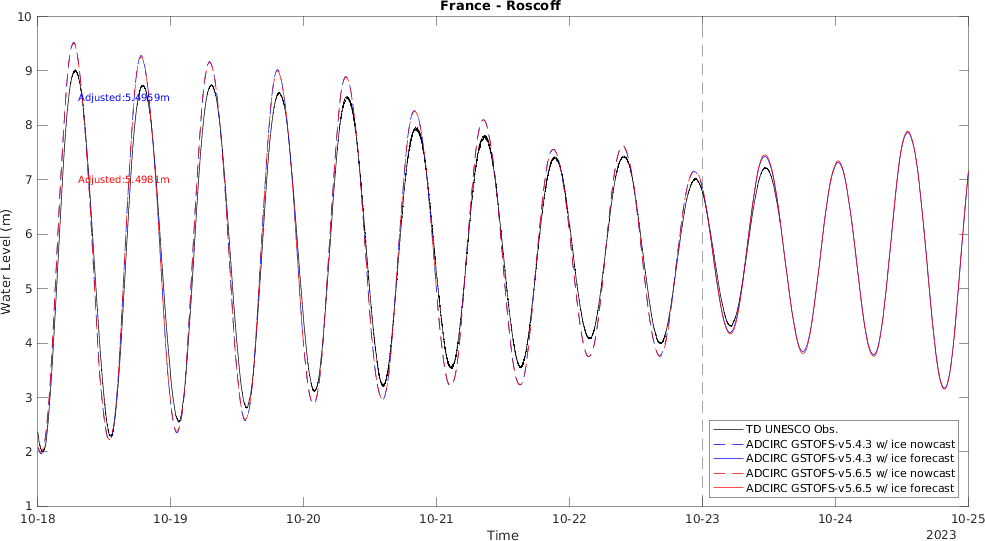 France - Roscoff
10
9
8
7
6
5
4
3
2
1
Water Level (m)
Adjusted:5.4959m
Adjusted:5.4981m
TD UNESCO Obs.
ADCIRC GSTOFS-v5.4.3 w/ ice nowcast
ADCIRC GSTOFS-v5.4.3 w/ ice forecast
ADCIRC GSTOFS-v5.6.5 w/ ice nowcast
ADCIRC GSTOFS-v5.6.5 w/ ice forecast
10-18 10-19 10-20 10-21 10-22 10-23 10-24 10-25
Time
2023